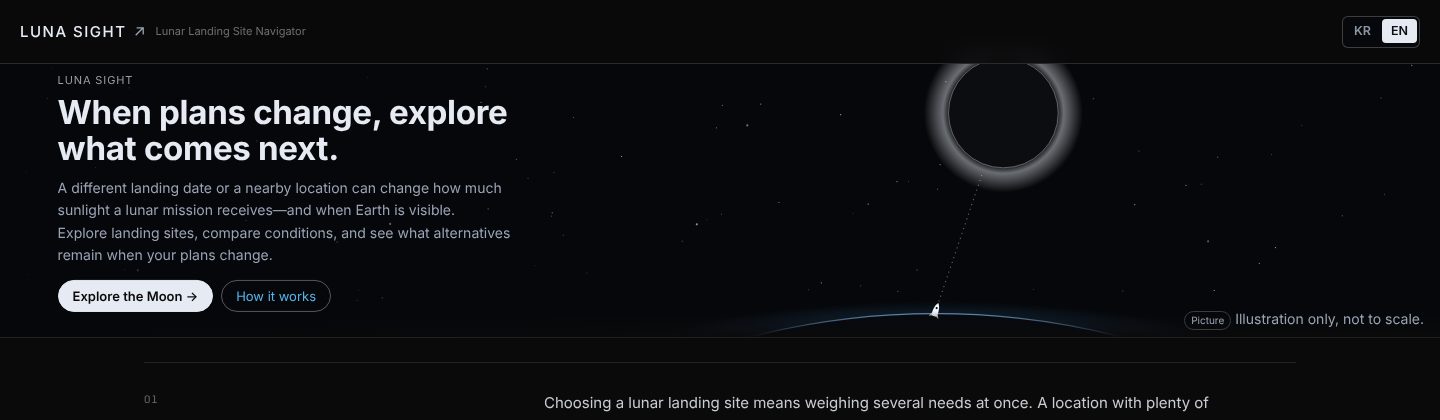 LUNA SIGHT ↗ Lunar Landing Site Navigator
KR EN
LUNA SIGHT
When plans change, explore
what comes next.
A different landing date or a nearby location can change how much
sunlight a lunar mission receives—and when Earth is visible.
Explore landing sites, compare conditions, and see what alternatives
remain when your plans change.
Explore the Moon →
How it works
Picture Illustration only, not to scale.
01
Choosing a lunar landing site means weighing several needs at once. A location with plenty of